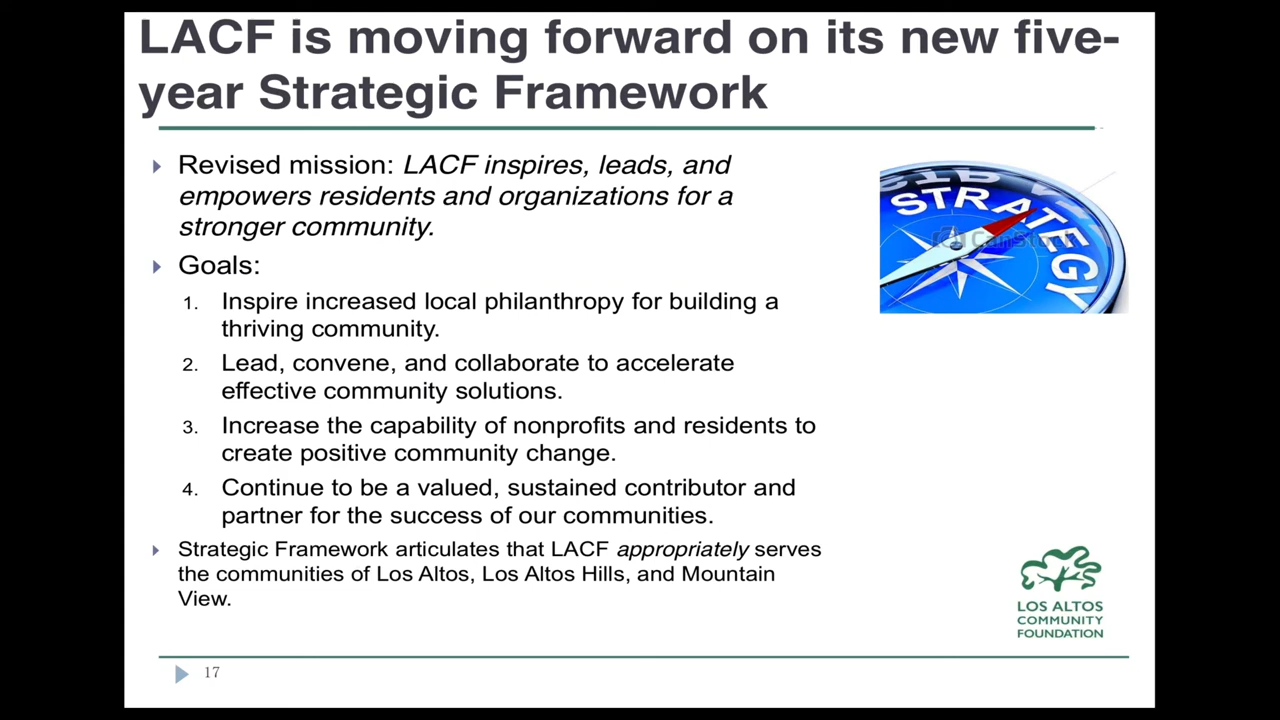 LACF is moving forward on its new five-
year Strategic Framework
Revised mission: LACF inspires, leads, and
empowers residents and organizations for a
stronger community.
Goals:
1. Inspire increased local philanthropy for building a
thriving community.
2. Lead, convene, and collaborate to accelerate
effective community solutions.
3. Increase the capability of nonprofits and residents to
create positive community change.
4. Continue to be a valued, sustained contributor and
partner for the success of our communities.
Strategic Framework articulates that LACF appropriately serves
the communities of Los Altos, Los Altos Hills, and Mountain
View.
STRATEGY
LOS ALTOS
COMMUNITY
FOUNDATION
17